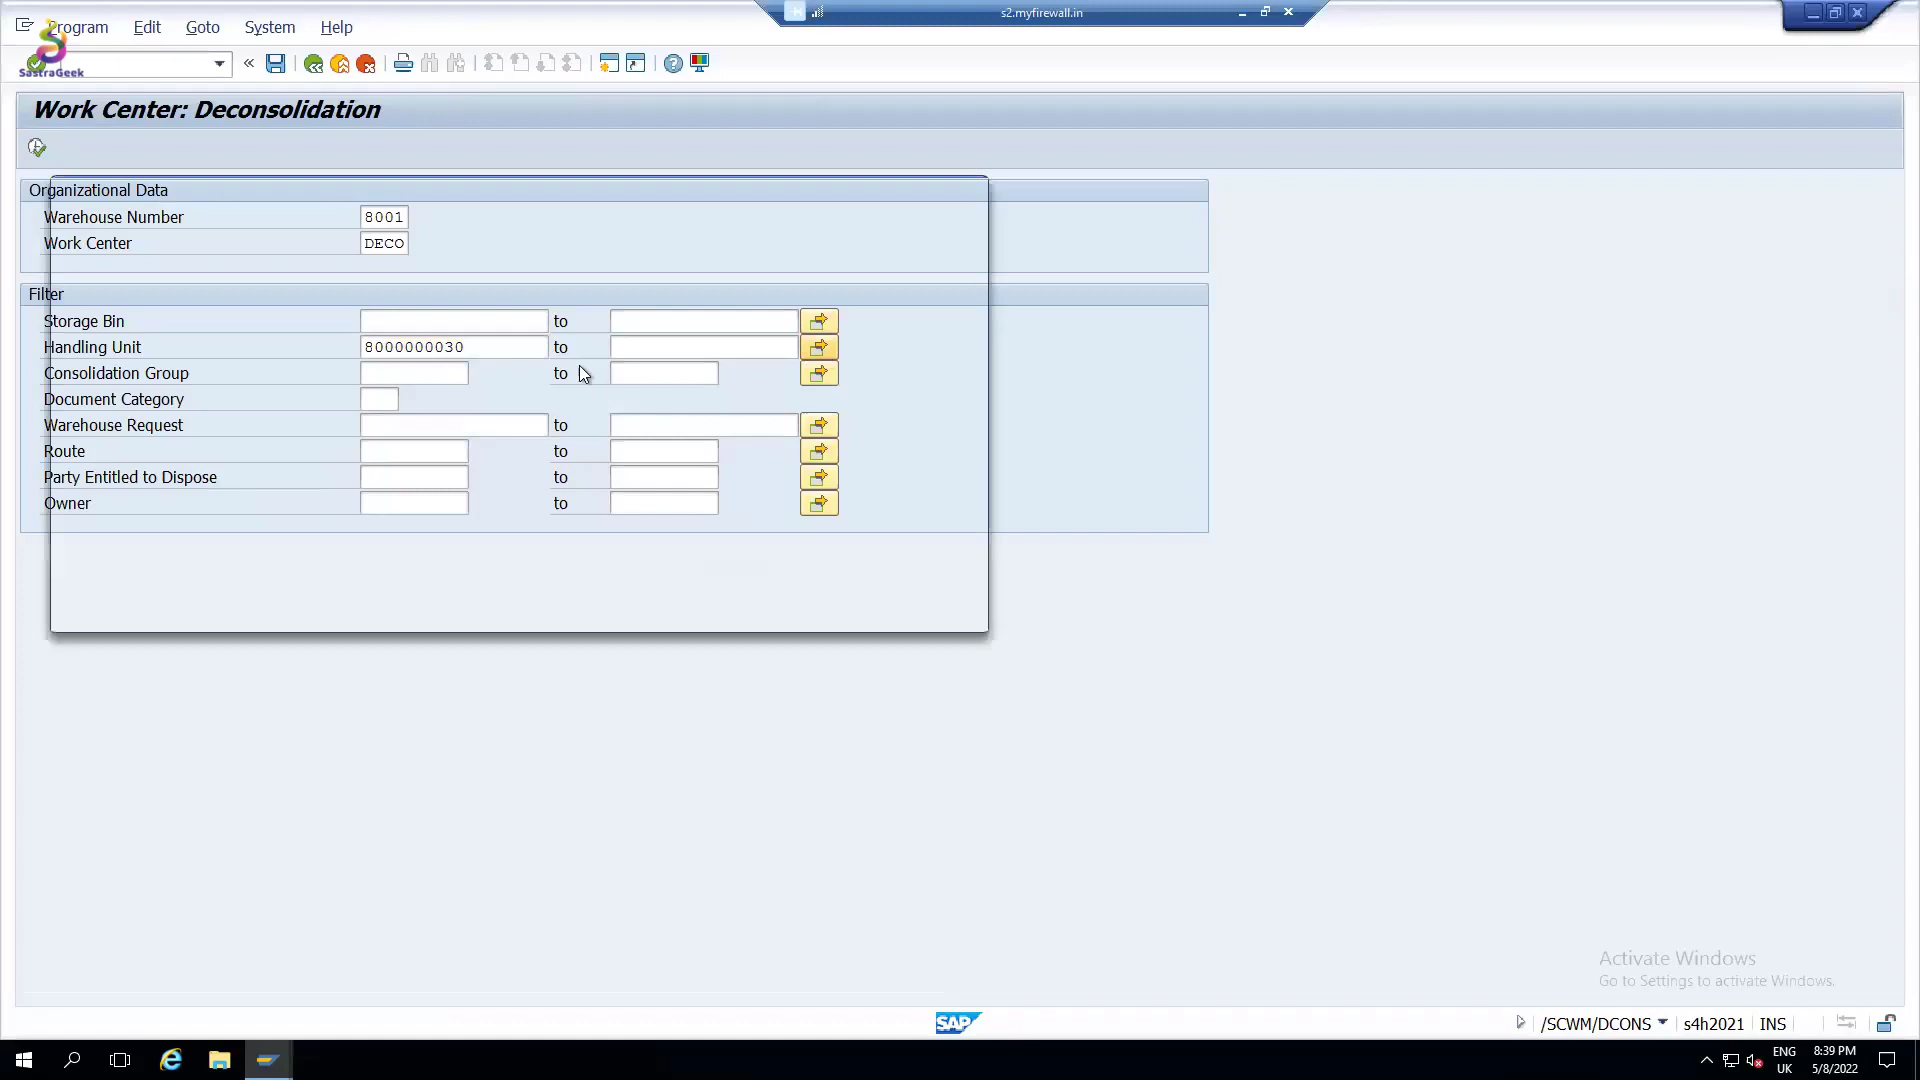 s2.myfirewall.in
Program Edit Goto System Help
SastraGeek
Work Center: Deconsolidation
Organizational Data
Warehouse Number 8001
Work Center DECO
Filter
Storage Bin to
Handling Unit 8000000030 to
Consolidation Group to
Document Category
Warehouse Request to
Route to
Party Entitled to Dispose to
Owner to
Activate Windows
Go to Settings to activate Windows.
SAP /SCWM/DCONS s4h2021 INS
ENG 8:39 PM
UK 5/8/2022